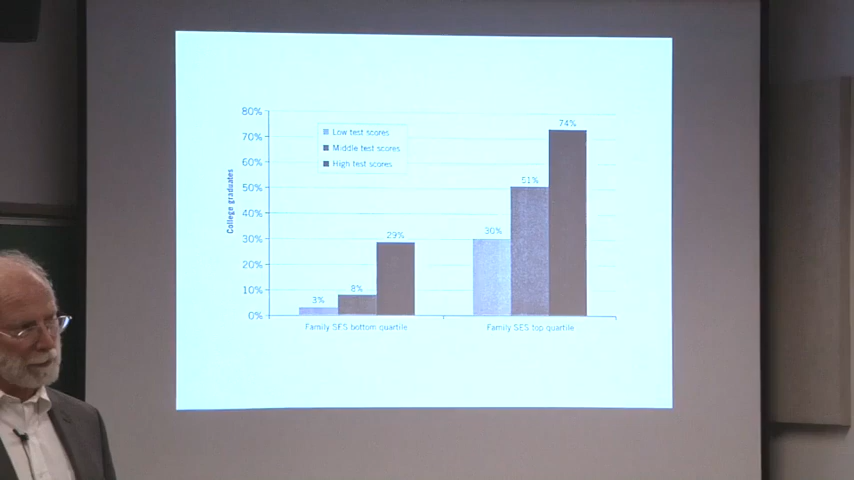 80%
70%
60%
50%
40%
30%
20%
10%
0%
College graduates
Low test scores
Middle test scores
High test scores
3%
8%
29%
30%
51%
74%
Family SES bottom quartile
Family SES top quartile